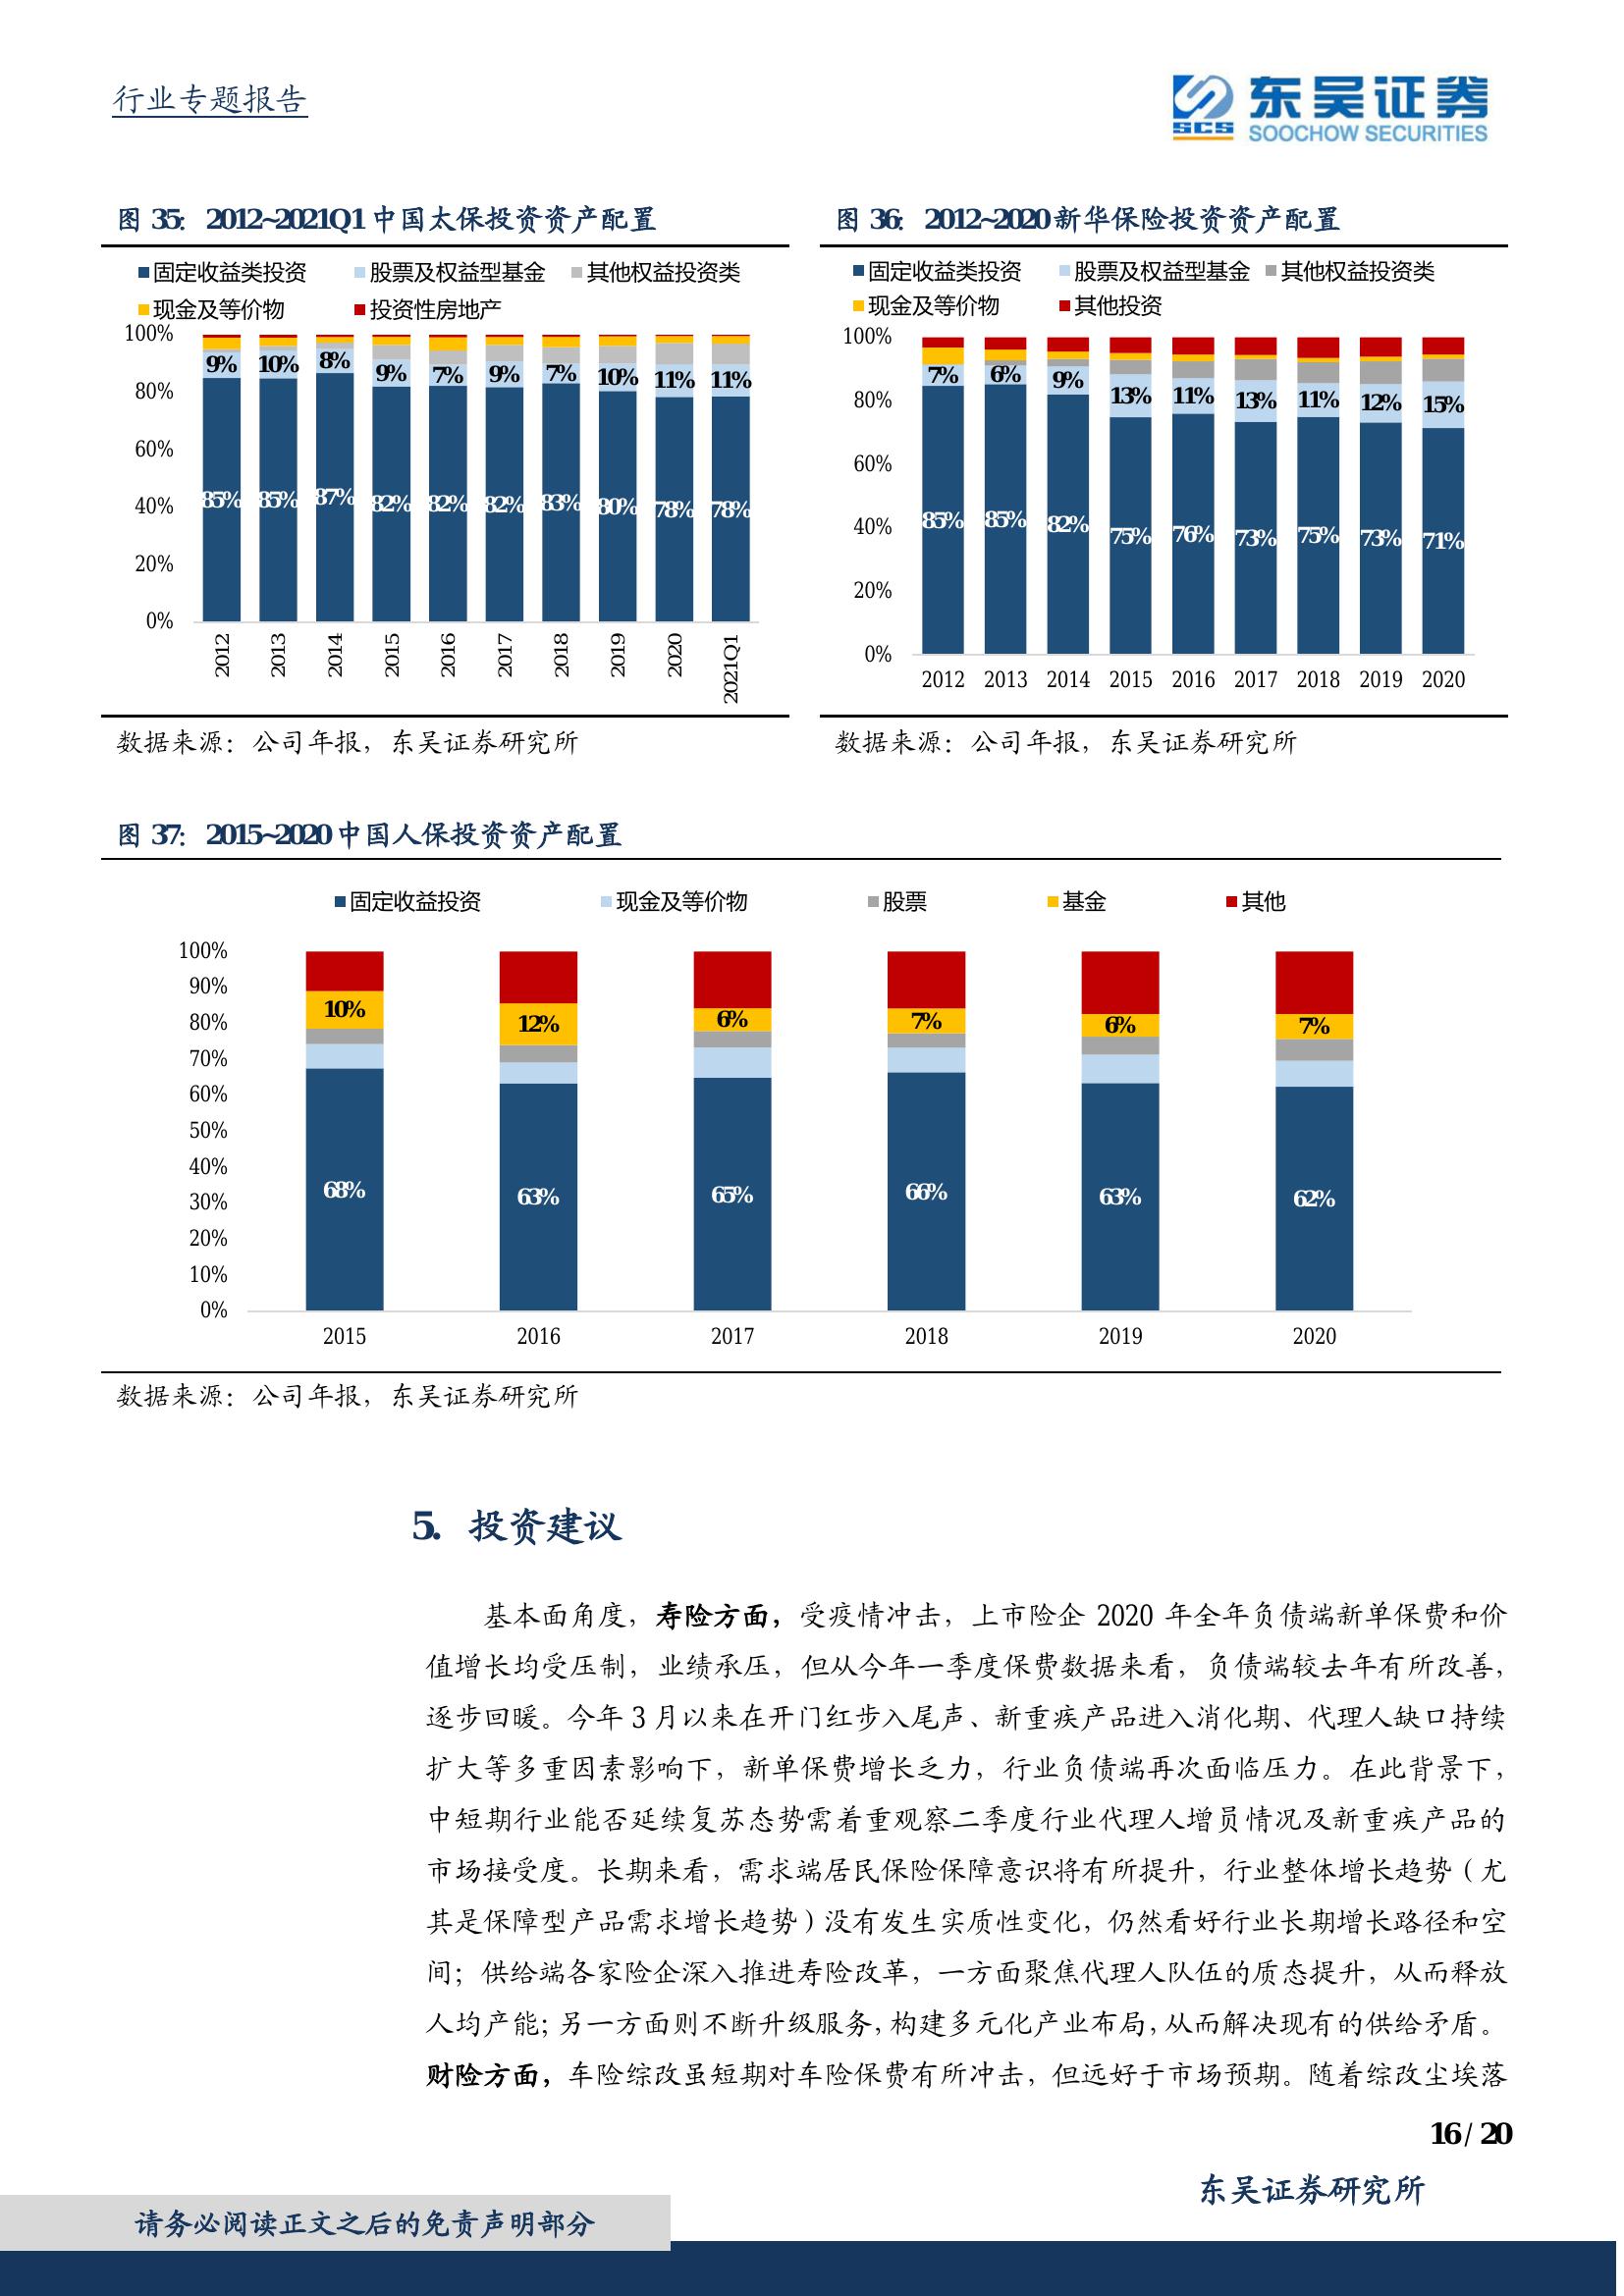 行业专题报告
东吴证券
SCS
SOOCHOW SECURITIES
图 35：2012~2021Q1 中国太保投资资产配置
固定收益类投资 股票及权益型基金 其他权益投资类
现金及等价物 投资性房地产
100%
80%
60%
40%
20%
0%
9% 10% 8% 9% 7% 9% 7% 10% 11% 11%
85% 85% 87% 82% 82% 82% 83% 80% 78% 78%
2012 2013 2014 2015 2016 2017 2018 2019 2020 2021Q1
数据来源：公司年报，东吴证券研究所
图 36：2012~2020 新华保险投资资产配置
固定收益类投资 股票及权益型基金 其他权益投资类
现金及等价物 其他投资
100%
80%
60%
40%
20%
0%
7% 6% 9% 13% 11% 13% 11% 12% 15%
85% 85% 82% 75% 76% 73% 75% 73% 71%
2012 2013 2014 2015 2016 2017 2018 2019 2020
数据来源：公司年报，东吴证券研究所
图 37：2015~2020 中国人保投资资产配置
固定收益投资 现金及等价物 股票 基金 其他
100%
90%
80%
70%
60%
50%
40%
30%
20%
10%
0%
10% 12% 6% 7% 6% 7%
68% 63% 65% 66% 63% 62%
2015 2016 2017 2018 2019 2020
数据来源：公司年报，东吴证券研究所
5. 投资建议
基本面角度，寿险方面，受疫情冲击，上市险企 2020 年全年负债端新单保费和价
值增长均受压制，业绩承压，但从今年一季度保费数据来看，负债端较去年有所改善，
逐步回暖。今年 3 月以来在开门红步入尾声、新重疾产品进入消化期、代理人缺口持续
扩大等多重因素影响下，新单保费增长乏力，行业负债端再次面临压力。在此背景下，
中短期行业能否延续复苏态势需着重观察二季度行业代理人增员情况及新重疾产品的
市场接受度。长期来看，需求端居民保险保障意识将有所提升，行业整体增长趋势（尤
其是保障型产品需求增长趋势）没有发生实质性变化，仍然看好行业长期增长路径和空
间；供给端各家险企深入推进寿险改革，一方面聚焦代理人队伍的质态提升，从而释放
人均产能；另一方面则不断升级服务，构建多元化产业布局，从而解决现有的供给矛盾。
财险方面，车险综改虽短期对车险保费有所冲击，但远好于市场预期。随着综改尘埃落
16 / 20
东吴证券研究所
请务必阅读正文之后的免责声明部分